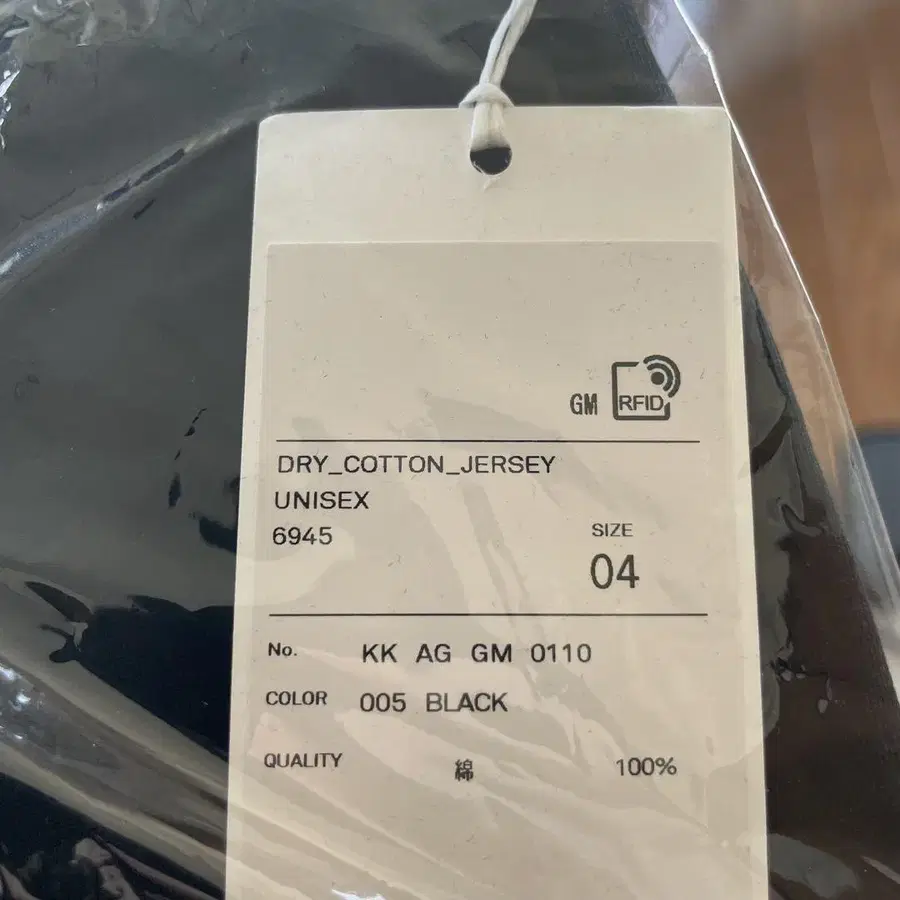 GM RFID
DRY_COTTON_JERSEY
UNISEX
6945
SIZE
04
No. KK AG GM 0110
COLOR 005 BLACK
QUALITY 綿 100%